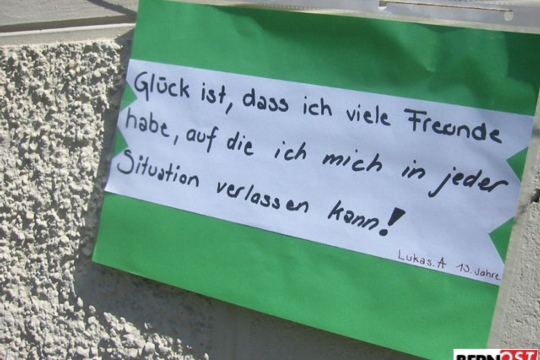 Glück ist, dass ich viele Freunde
habe, auf die ich mich in jeder
Situation verlassen kann!
Lukas. A 13. Jahre
BERNOST